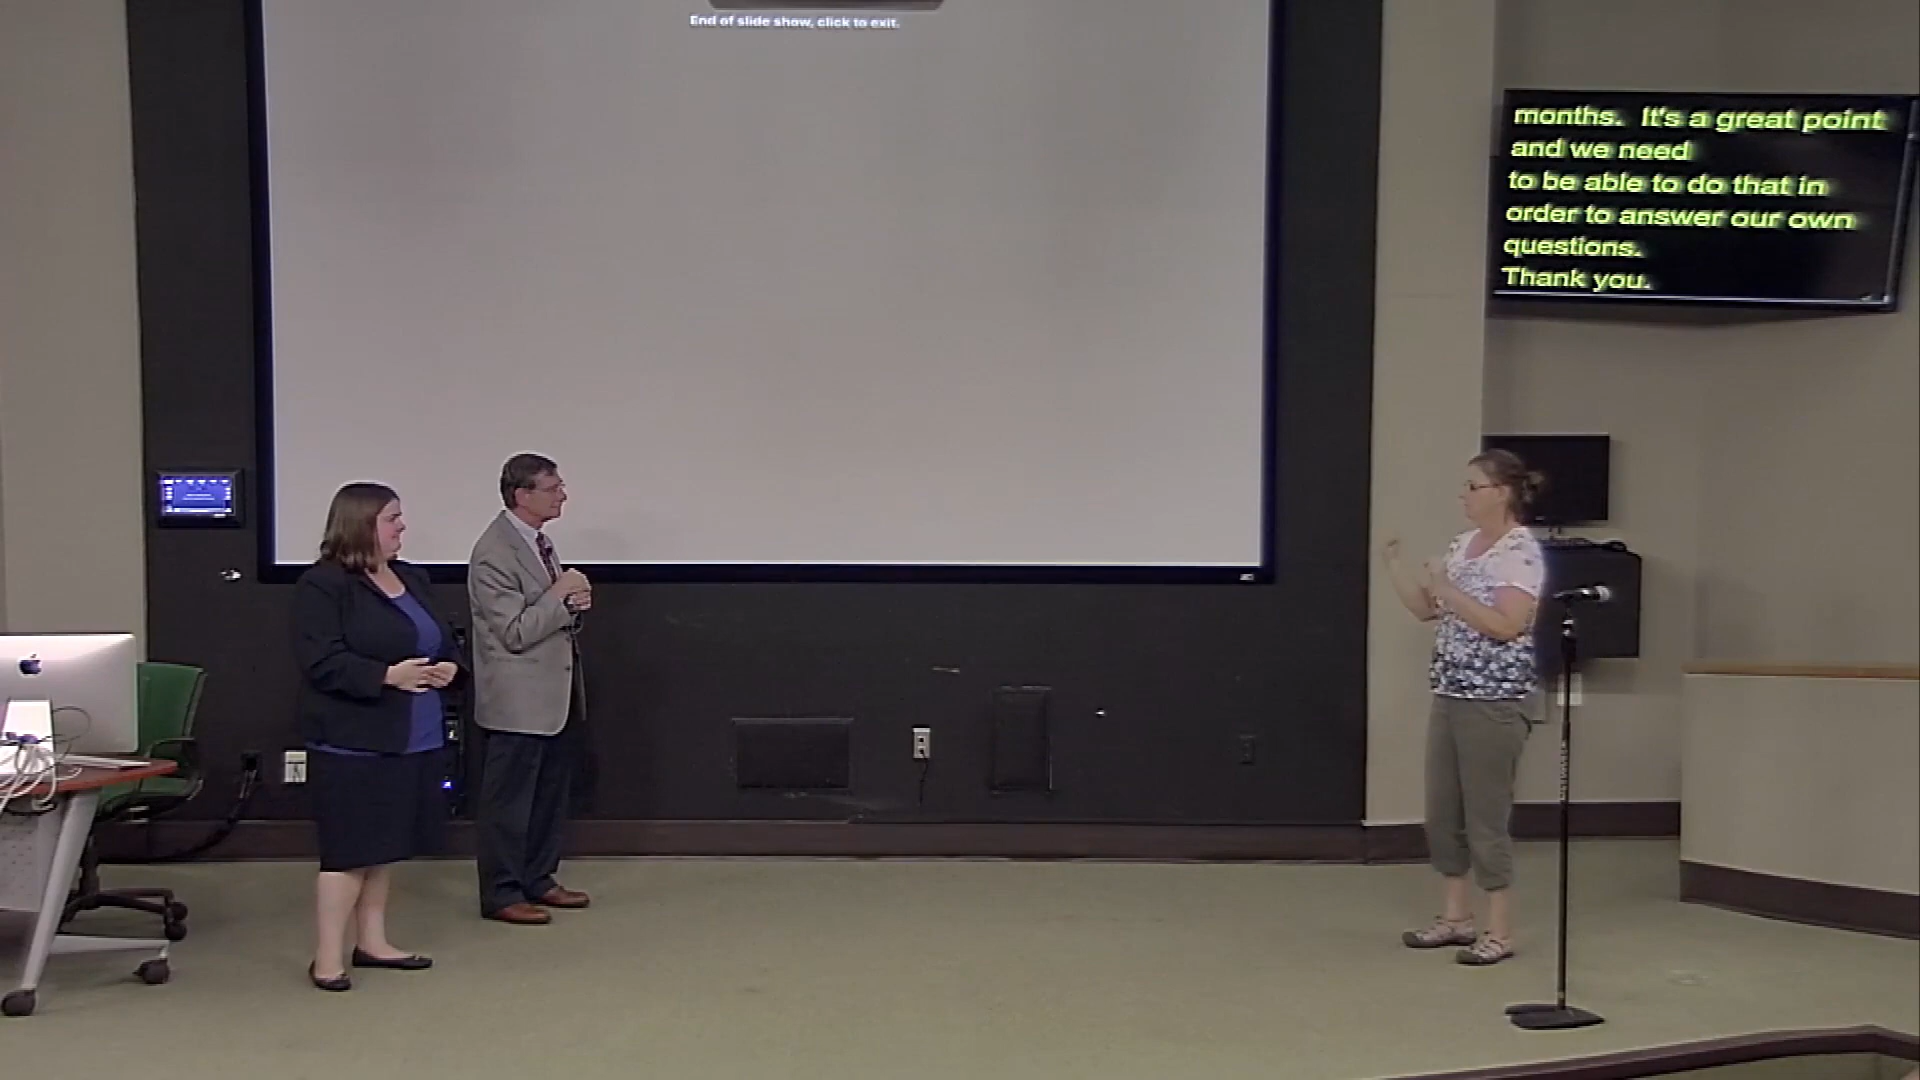 End of slide show, click to exit.
months. It's a great point
and we need
to be able to do that in
order to answer our own
questions.
Thank you.